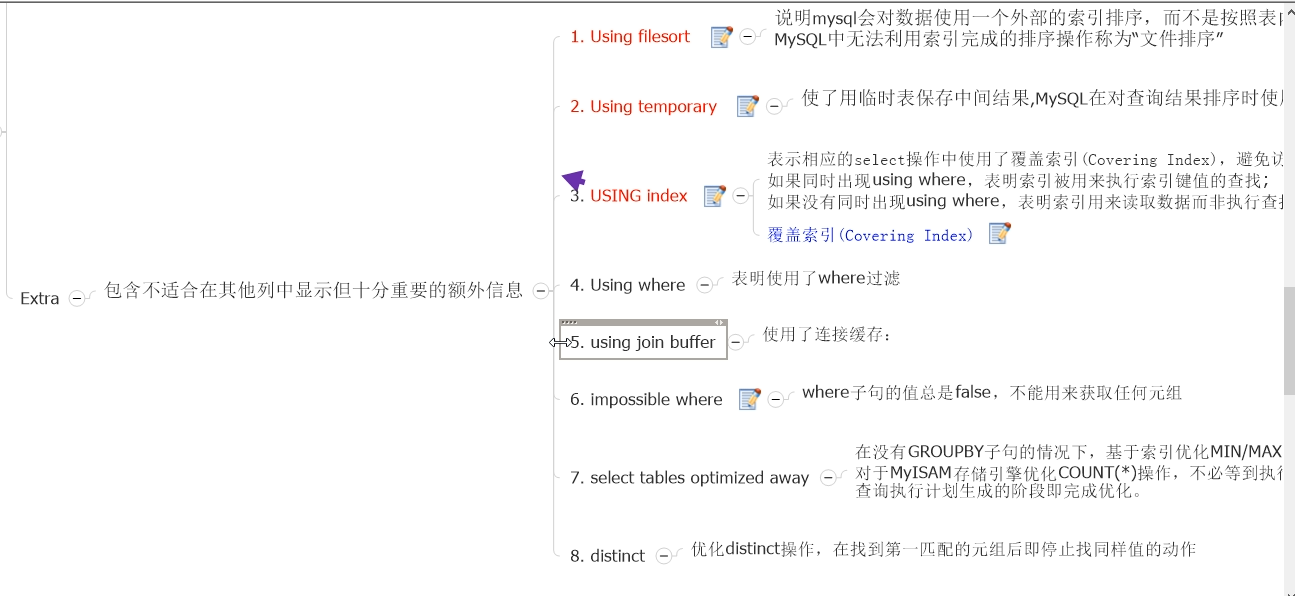 Extra
包含不适合在其他列中显示但十分重要的额外信息
1. Using filesort
说明mysql会对数据使用一个外部的索引排序，而不是按照表内
MySQL中无法利用索引完成的排序操作称为“文件排序”
2. Using temporary
使了用临时表保存中间结果,MySQL在对查询结果排序时使用
3. USING index
表示相应的select操作中使用了覆盖索引(Covering Index)，避免访
如果同时出现using where，表明索引被用来执行索引键值的查找;
如果没有同时出现using where，表明索引用来读取数据而非执行查找
覆盖索引(Covering Index)
4. Using where
表明使用了where过滤
5. using join buffer
使用了连接缓存：
6. impossible where
where子句的值总是false，不能用来获取任何元组
7. select tables optimized away
在没有GROUPBY子句的情况下，基于索引优化MIN/MAX
对于MyISAM存储引擎优化COUNT(*)操作，不必等到执行
查询执行计划生成的阶段即完成优化。
8. distinct
优化distinct操作，在找到第一匹配的元组后即停止找同样值的动作